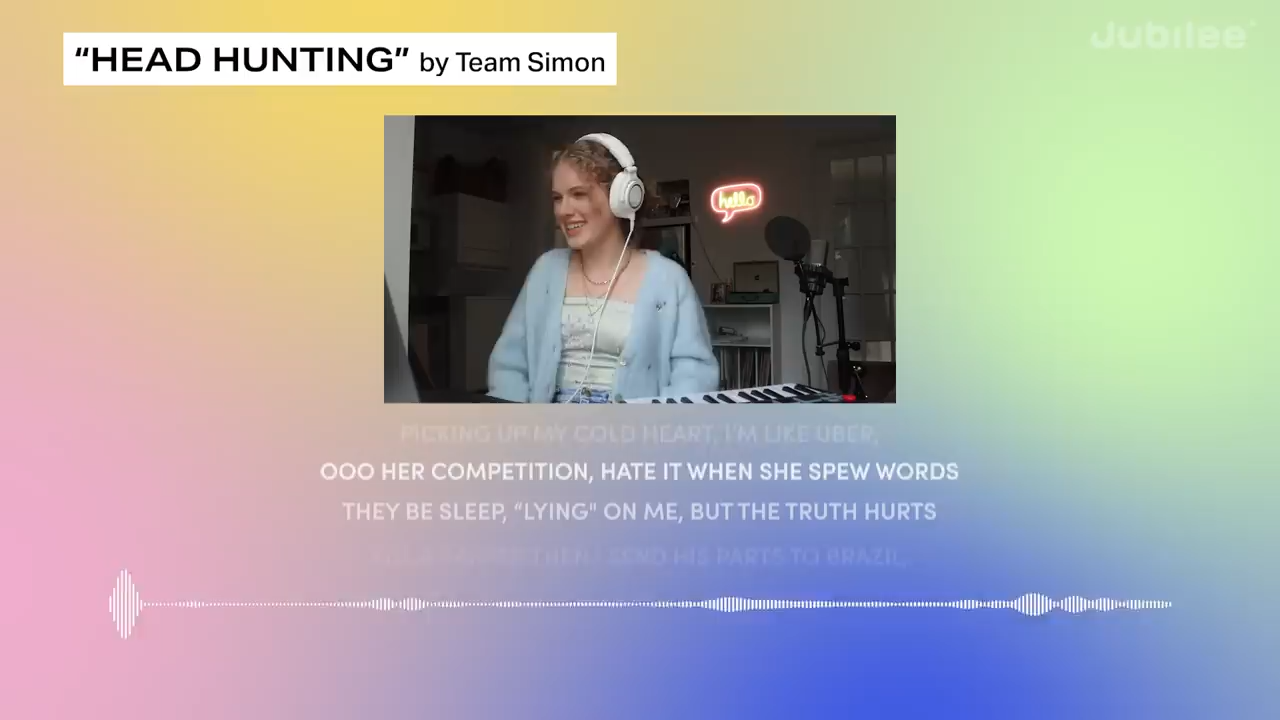 “HEAD HUNTING” by Team Simon
Jubilee
hello
PICKING UP MY COLD HEART, I'M LIKE UBER,
OOO HER COMPETITION, HATE IT WHEN SHE SPEW WORDS
THEY BE SLEEP, “LYING" ON ME, BUT THE TRUTH HURTS
SEND HIS PARTS TO BRAZIL,